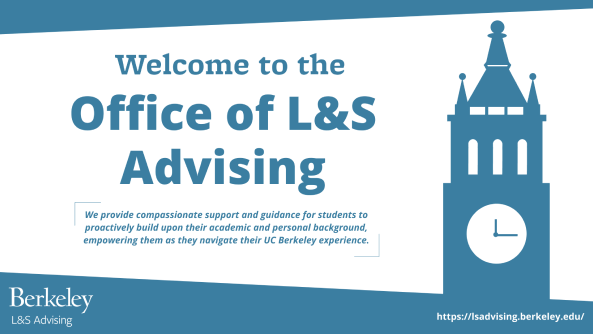 Welcome to the
Office of L&S
Advising
We provide compassionate support and guidance for students to
proactively build upon their academic and personal background,
empowering them as they navigate their UC Berkeley experience.
Berkeley
L&S Advising
https://lsadvising.berkeley.edu/